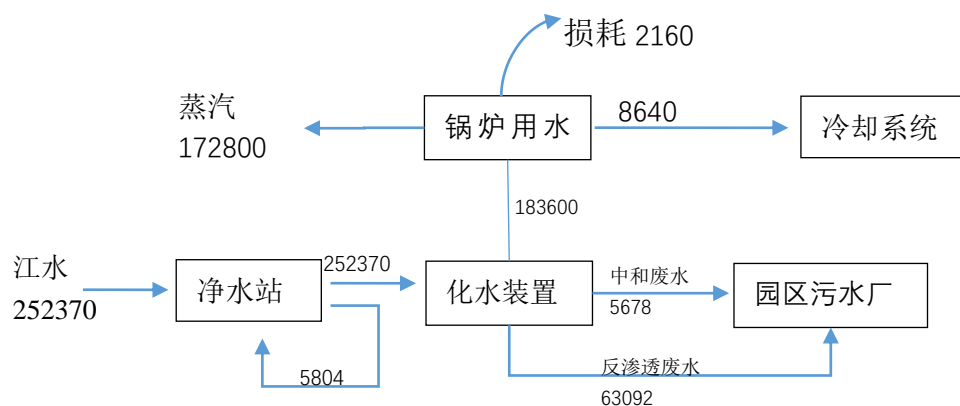 损耗 2160
蒸汽
172800
锅炉用水
8640
冷却系统
183600
江水
252370
净水站
252370
化水装置
中和废水
5678
园区污水厂
5804
反渗透废水
63092